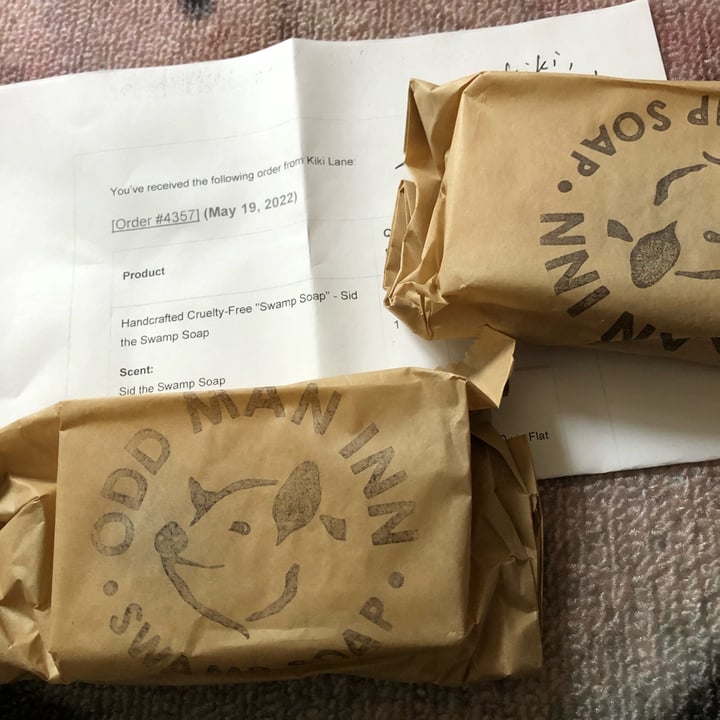 Kiki,
You've received the following order from Kiki Lane:
[Order #4357] (May 19, 2022)
Product
Handcrafted Cruelty-Free "Swamp Soap" - Sid
the Swamp Soap
1
Scent:
Sid the Swamp Soap
Flat
INN
SOAP
ODD MAN INN
SWAMP SOAP